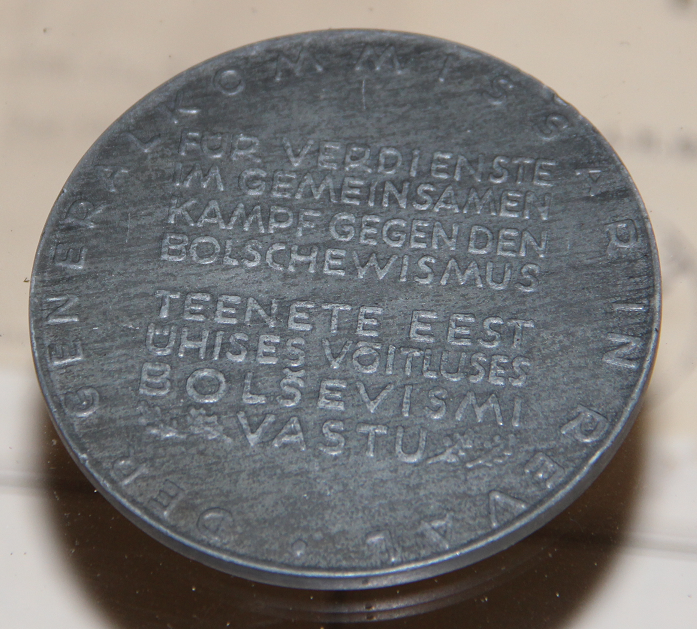 DER GENERALKOMMISSAR IN REVAL
FÜR VERDIENSTE
IM GEMEINSAMEN
KAMPF GEGEN DEN
BOLSCHEWISMUS
TEENETE EEST
ÜHISES VÕITLUSES
BOLŠEVISMI
VASTU